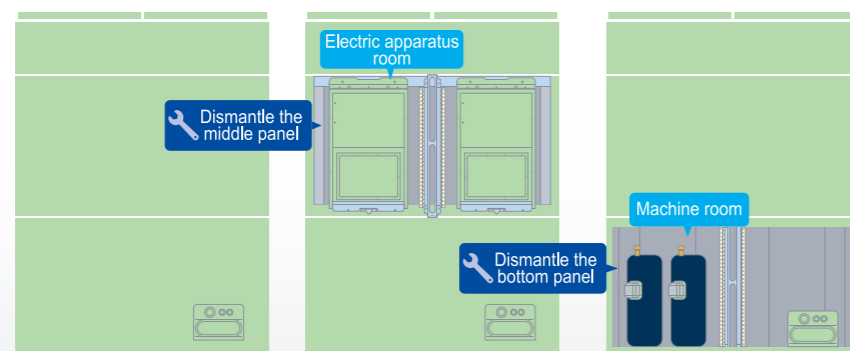 Electric apparatus
room
Dismantle the
middle panel
Machine room
Dismantle the
bottom panel